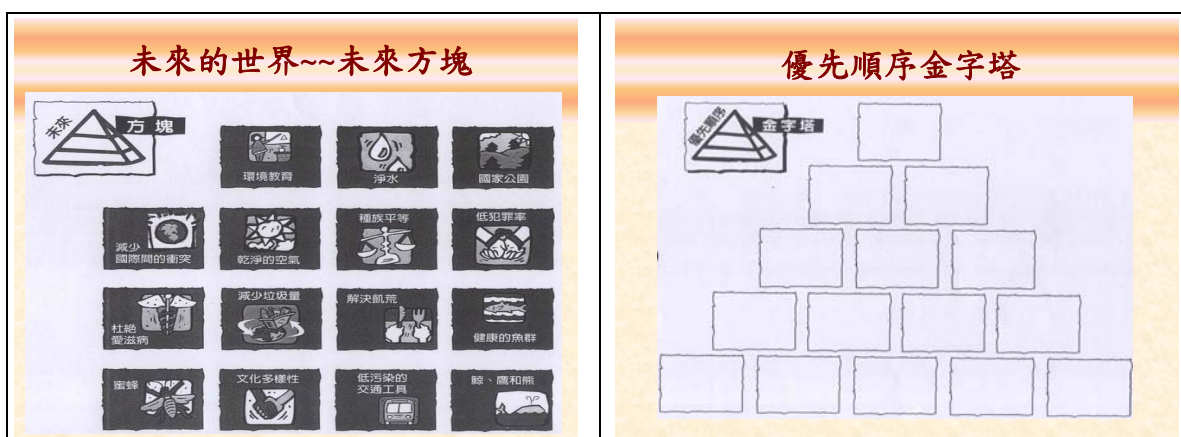 未來的世界~~未來方塊
未來
方塊
環境教育
淨水
國家公園
減少
國際間的衝突
乾淨的空氣
種族平等
低犯罪率
杜絕
愛滋病
減少垃圾量
解決飢荒
健康的魚群
蜜蜂
文化多樣性
低污染的
交通工具
鯨、鷹和熊
優先順序金字塔
優先順序
金字塔